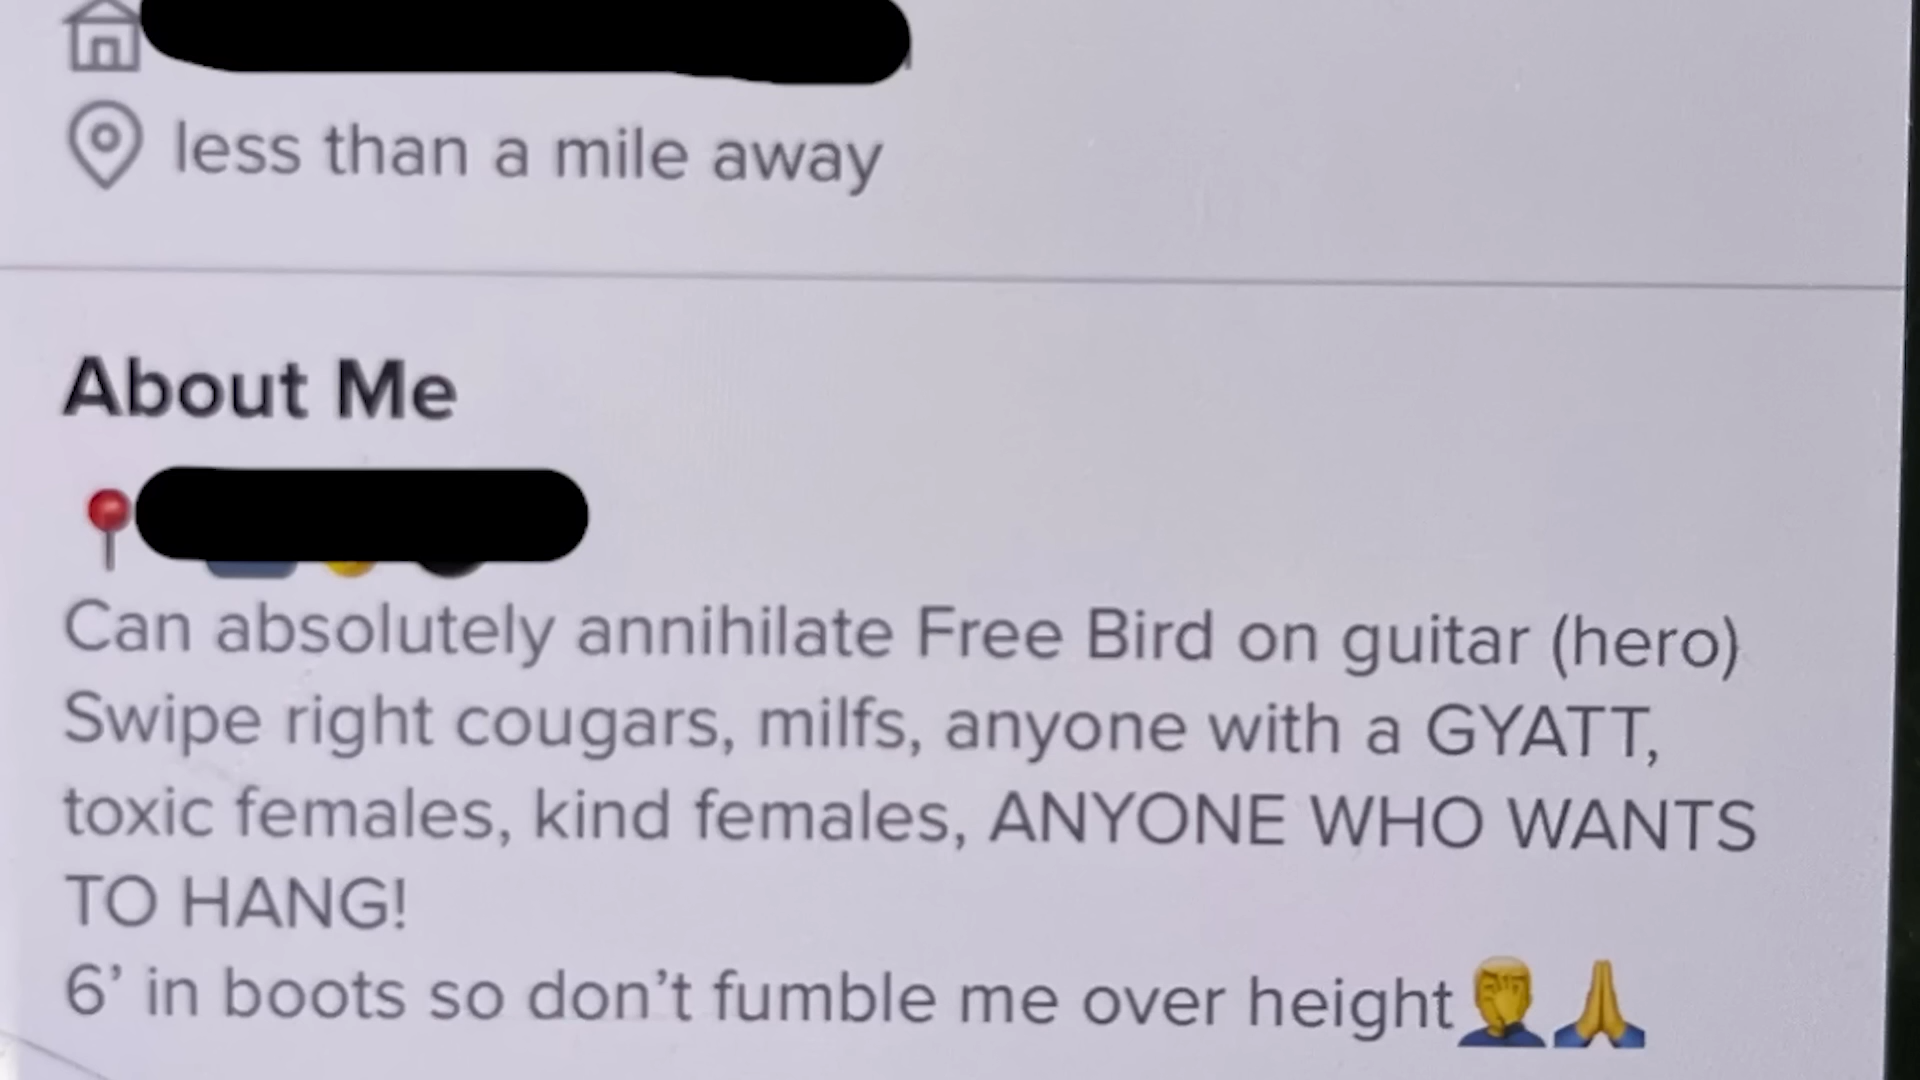 less than a mile away
About Me
Can absolutely annihilate Free Bird on guitar (hero)
Swipe right cougars, milfs, anyone with a GYATT,
toxic females, kind females, ANYONE WHO WANTS
TO HANG!
6’ in boots so don’t fumble me over height🤦‍♂️🙏